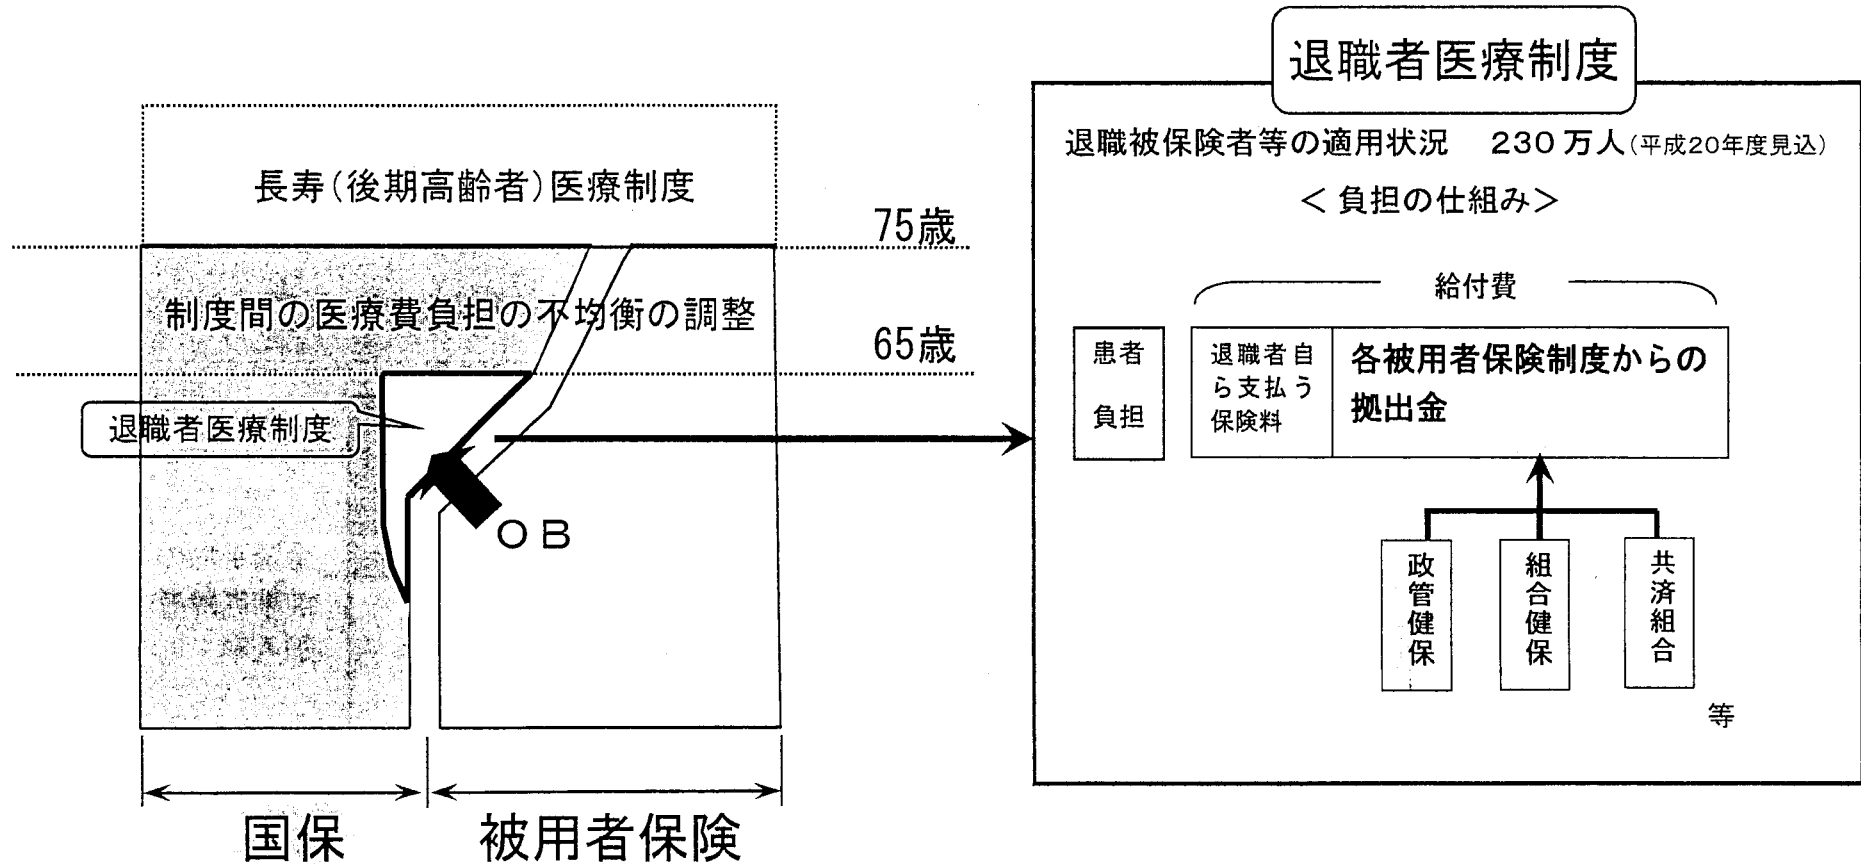 退職者医療制度
退職被保険者等の適用状況 230万人(平成20年度見込)
<負担の仕組み>
給付費
患者
負担
退職者自
ら支払う
保険料
各被用者保険制度からの
拠出金
政管健保
組合健保
共済組合
等
長寿(後期高齢者)医療制度
75歳
制度間の医療費負担の不均衡の調整
65歳
退職者医療制度
OB
国保
被用者保険